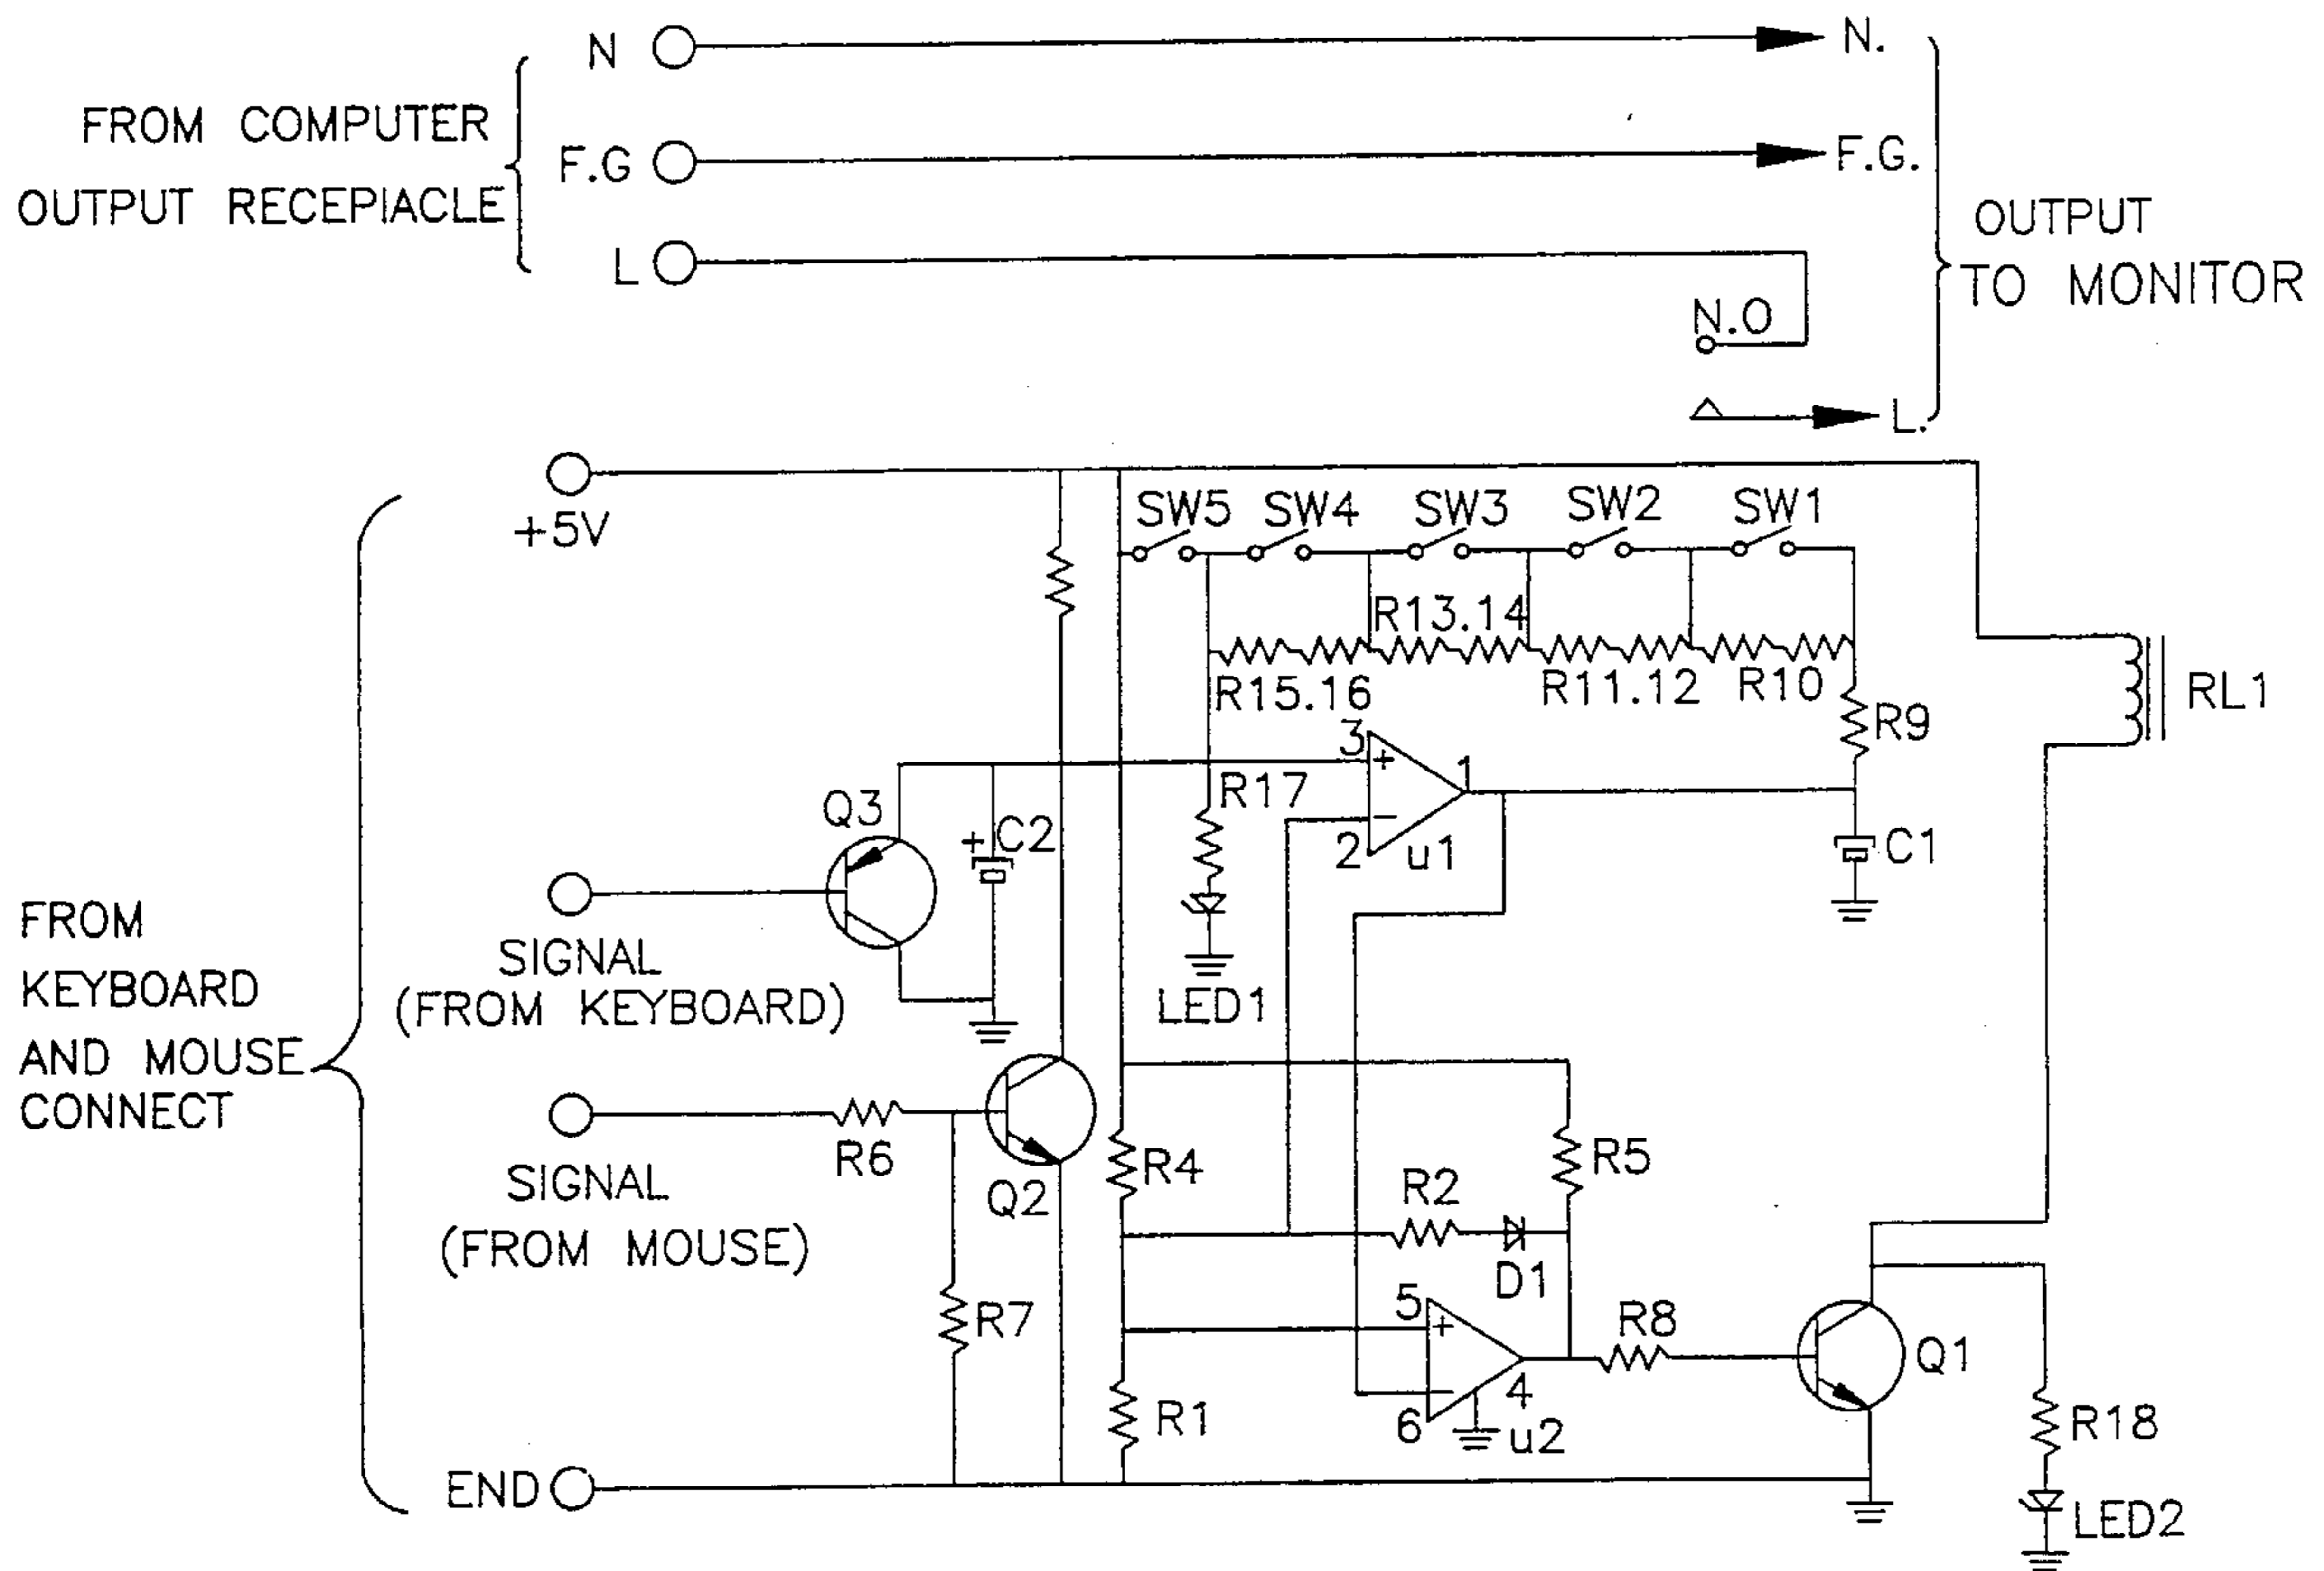 N
N.
FROM COMPUTER
OUTPUT RECEPIACLE
F.G
F.G.
L
OUTPUT
TO MONITOR
N.O
L.
+5V
SW5
SW4
SW3
SW2
SW1
R13.14
R15.16
R11.12
R10
R9
RL1
3
+
1
R17
Q3
+
C2
−
2
u1
C1
FROM
KEYBOARD
AND MOUSE
CONNECT
SIGNAL
(FROM KEYBOARD)
LED1
R6
Q2
R4
R5
R2
SIGNAL
(FROM MOUSE)
D1
R7
5
+
R8
Q1
R1
−
4
6
u2
R18
END
LED2